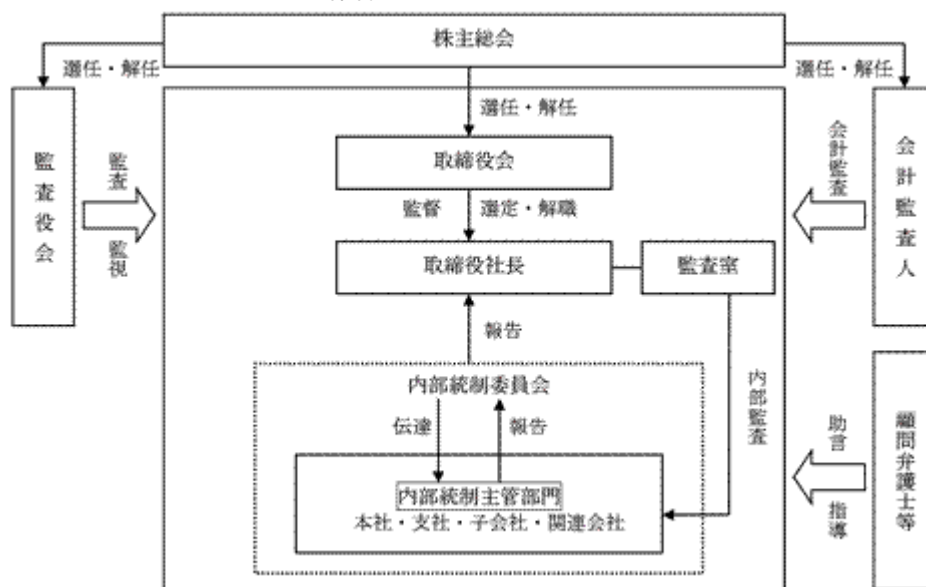 株主総会
選任・解任
選任・解任
選任・解任
監査役会
監査
監視
取締役会
会計監査
会計監査人
監督
選定・解職
取締役社長
監査室
報告
内部統制委員会
内部監査
伝達
報告
内部統制主管部門
本社・支社・子会社・関連会社
助言
指導
顧問弁護士等